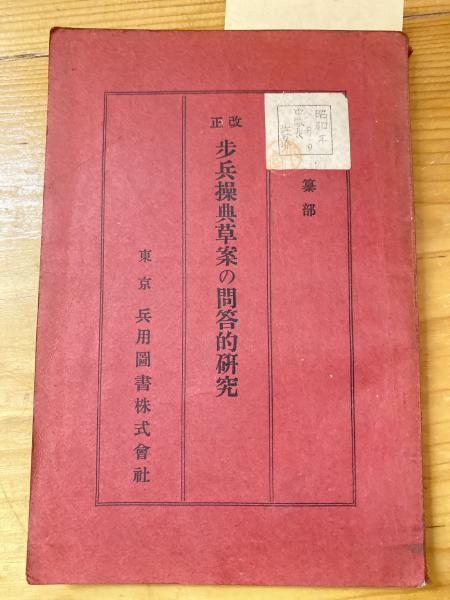 纂部
改正
步兵操典草案の問答的研究
東京 兵用圖書株式會社
昭和